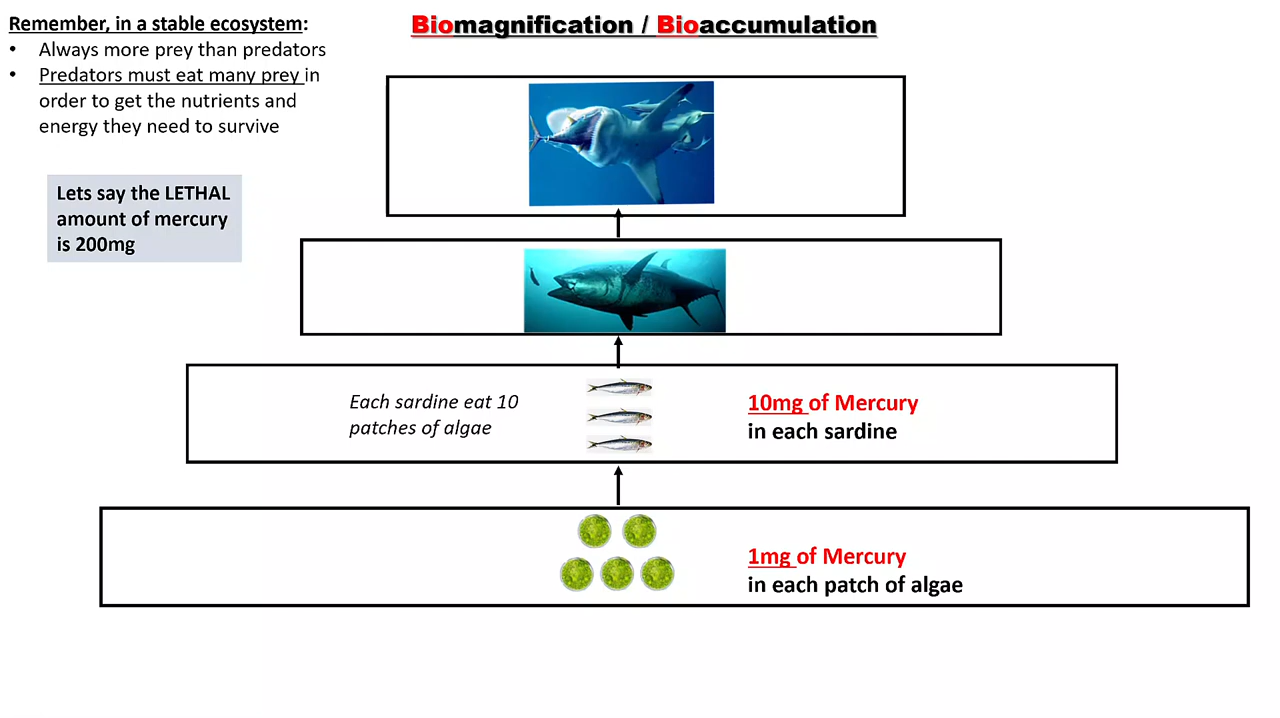 Remember, in a stable ecosystem:
• Always more prey than predators
• Predators must eat many prey in
order to get the nutrients and
energy they need to survive
Biomagnification / Bioaccumulation
Lets say the LETHAL
amount of mercury
is 200mg
Each sardine eat 10
patches of algae
10mg of Mercury
in each sardine
1mg of Mercury
in each patch of algae